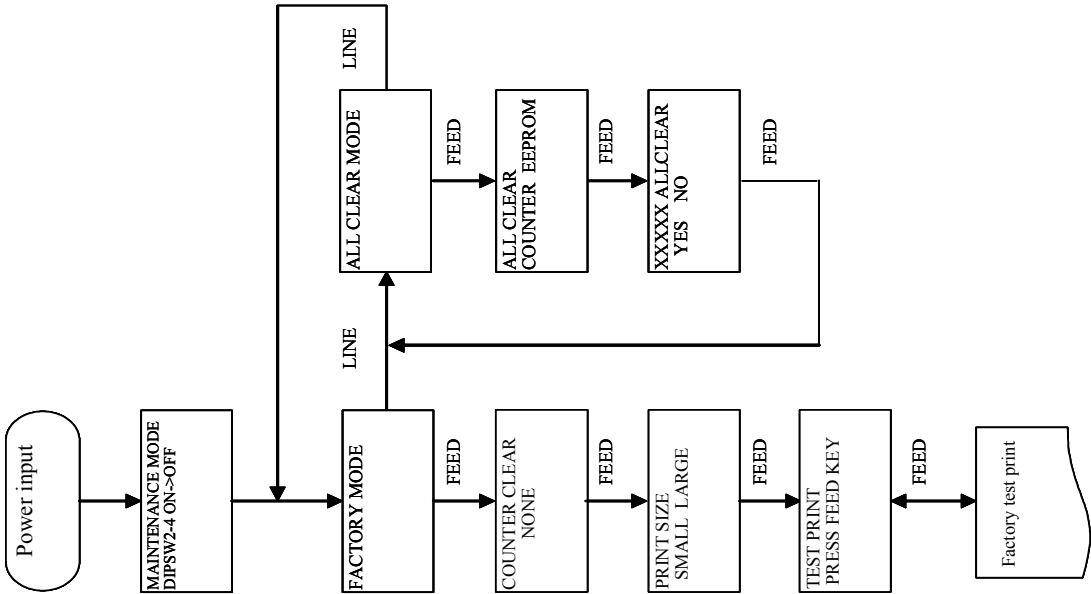 Power input
MAINTENANCE MODE
DIPSW2-4 ON->OFF
FACTORY MODE
FEED
COUNTER CLEAR
NONE
FEED
PRINT SIZE
SMALL LARGE
FEED
TEST PRINT
PRESS FEED KEY
FEED
Factory test print
LINE
ALL CLEAR MODE
FEED
ALL CLEAR
COUNTER EEPROM
FEED
XXXXX ALLCLEAR
YES NO
FEED
LINE